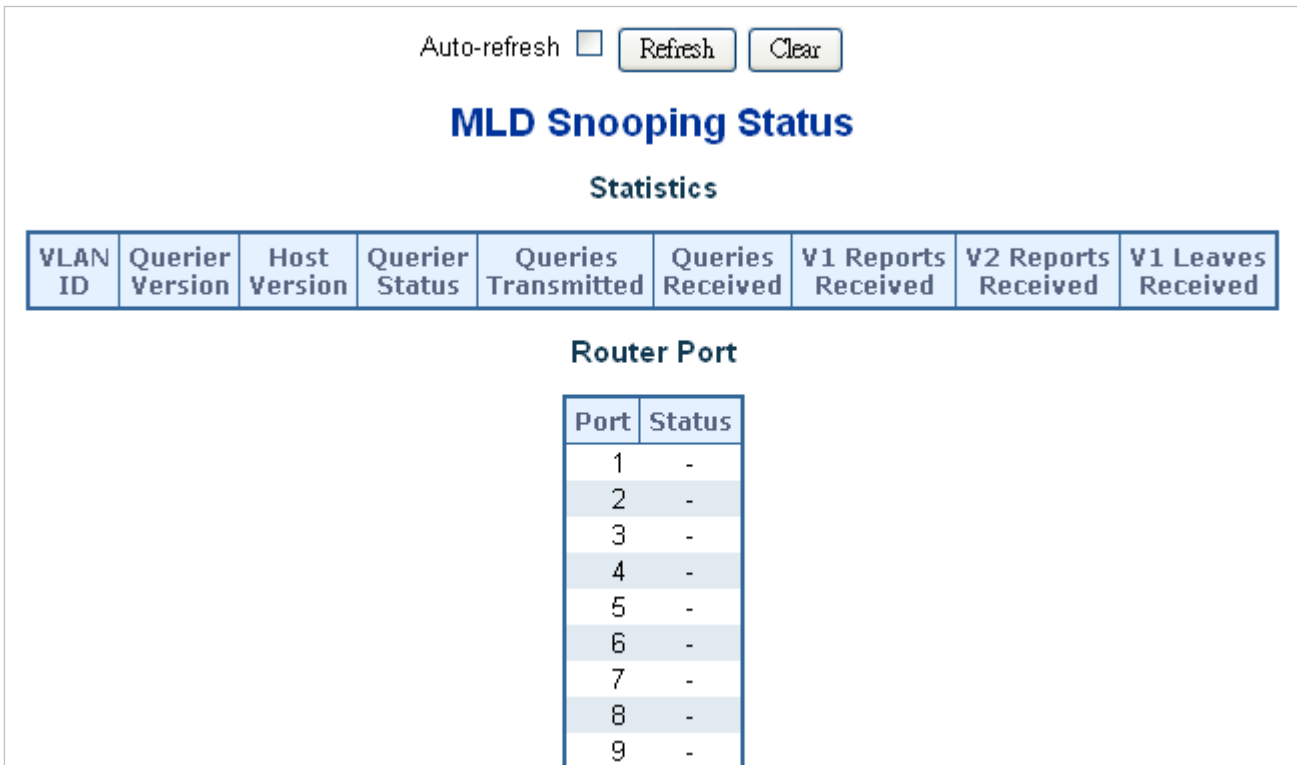 Auto-refresh Refresh Clear
MLD Snooping Status
Statistics
VLAN ID Querier Version Host Version Querier Status Queries Transmitted Queries Received V1 Reports Received V2 Reports Received V1 Leaves Received
Router Port
Port Status
1 -
2 -
3 -
4 -
5 -
6 -
7 -
8 -
9 -